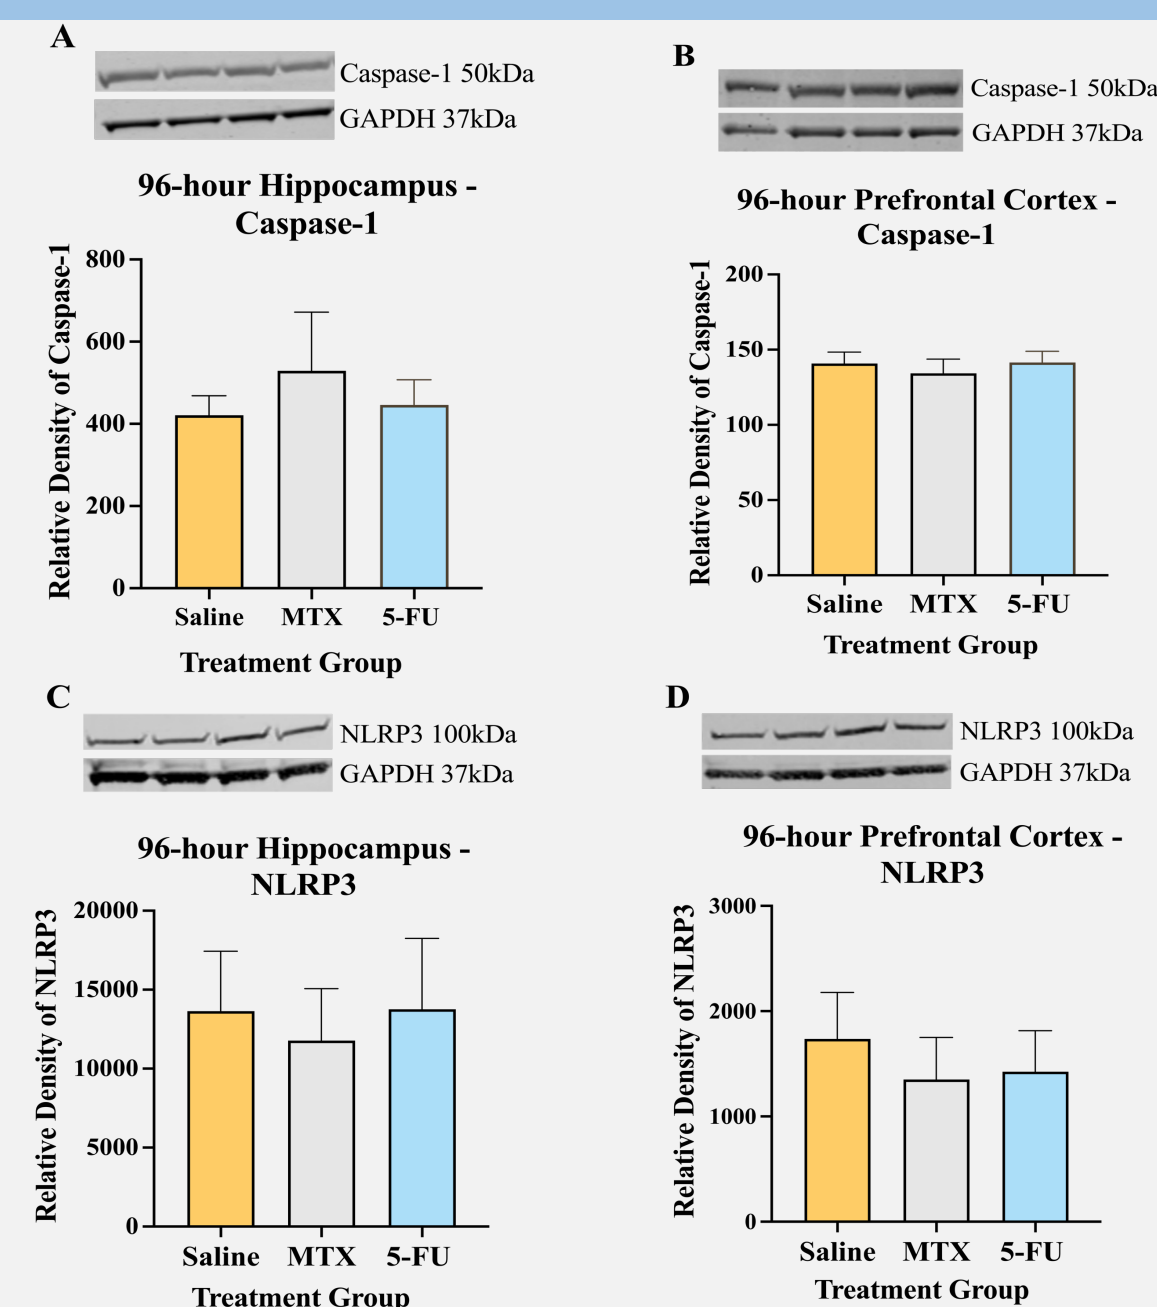 A
Caspase-1 50kDa
GAPDH 37kDa
96-hour Hippocampus -
Caspase-1
Relative Density of Caspase-1
800
600
400
200
0
Saline MTX 5-FU
Treatment Group
B
Caspase-1 50kDa
GAPDH 37kDa
96-hour Prefrontal Cortex -
Caspase-1
Relative Density of Caspase-1
200
150
100
50
0
Saline MTX 5-FU
Treatment Group
C
NLRP3 100kDa
GAPDH 37kDa
96-hour Hippocampus -
NLRP3
Relative Density of NLRP3
20000
15000
10000
5000
0
Saline MTX 5-FU
Treatment Group
D
NLRP3 100kDa
GAPDH 37kDa
96-hour Prefrontal Cortex -
NLRP3
Relative Density of NLRP3
3000
2000
1000
0
Saline MTX 5-FU
Treatment Group